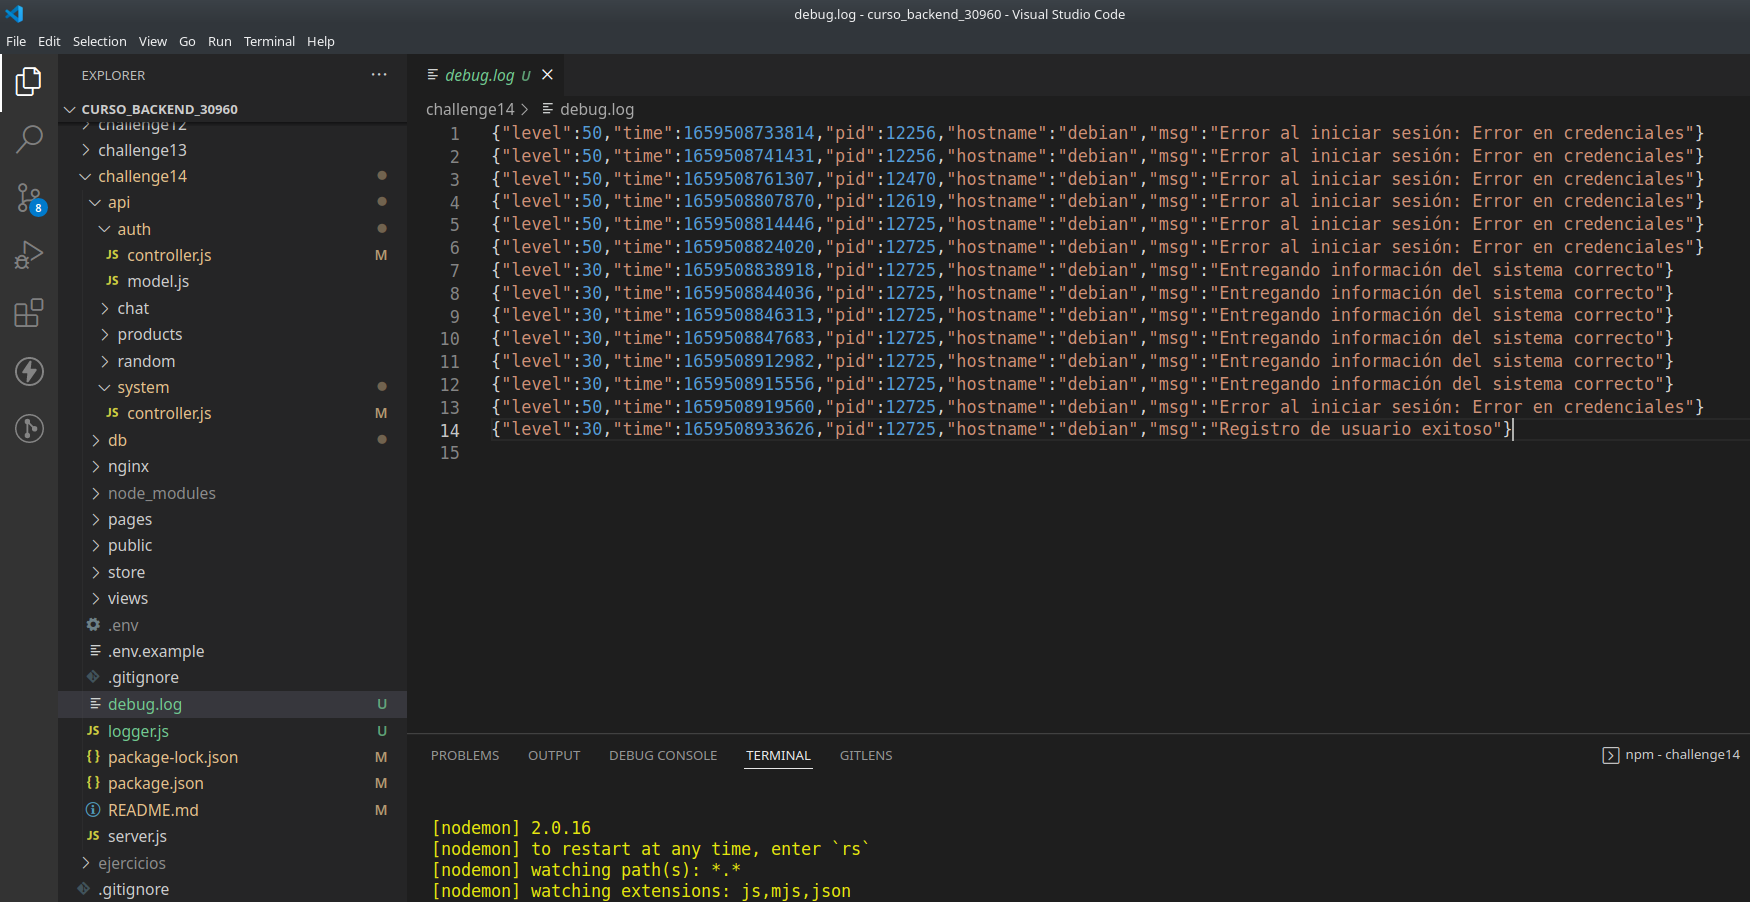 debug.log - curso_backend_30960 - Visual Studio Code
File Edit Selection View Go Run Terminal Help
EXPLORER
CURSO_BACKEND_30960
challenge12
challenge13
challenge14
api
auth
JS controller.js M
JS model.js
chat
products
random
system
JS controller.js M
db
nginx
node_modules
pages
public
store
views
.env
.env.example
.gitignore
debug.log U
JS logger.js U
{} package-lock.json M
{} package.json M
README.md M
JS server.js
ejercicios
.gitignore
8
debug.log U
challenge14 > debug.log
1 {"level":50,"time":1659508733814,"pid":12256,"hostname":"debian","msg":"Error al iniciar sesión: Error en credenciales"}
2 {"level":50,"time":1659508741431,"pid":12256,"hostname":"debian","msg":"Error al iniciar sesión: Error en credenciales"}
3 {"level":50,"time":1659508761307,"pid":12470,"hostname":"debian","msg":"Error al iniciar sesión: Error en credenciales"}
4 {"level":50,"time":1659508807870,"pid":12619,"hostname":"debian","msg":"Error al iniciar sesión: Error en credenciales"}
5 {"level":50,"time":1659508814446,"pid":12725,"hostname":"debian","msg":"Error al iniciar sesión: Error en credenciales"}
6 {"level":50,"time":1659508824020,"pid":12725,"hostname":"debian","msg":"Error al iniciar sesión: Error en credenciales"}
7 {"level":30,"time":1659508838918,"pid":12725,"hostname":"debian","msg":"Entregando información del sistema correcto"}
8 {"level":30,"time":1659508844036,"pid":12725,"hostname":"debian","msg":"Entregando información del sistema correcto"}
9 {"level":30,"time":1659508846313,"pid":12725,"hostname":"debian","msg":"Entregando información del sistema correcto"}
10 {"level":30,"time":1659508847683,"pid":12725,"hostname":"debian","msg":"Entregando información del sistema correcto"}
11 {"level":30,"time":1659508912982,"pid":12725,"hostname":"debian","msg":"Entregando información del sistema correcto"}
12 {"level":30,"time":1659508915556,"pid":12725,"hostname":"debian","msg":"Entregando información del sistema correcto"}
13 {"level":50,"time":1659508919560,"pid":12725,"hostname":"debian","msg":"Error al iniciar sesión: Error en credenciales"}
14 {"level":30,"time":1659508933626,"pid":12725,"hostname":"debian","msg":"Registro de usuario exitoso"}
15
PROBLEMS OUTPUT DEBUG CONSOLE TERMINAL GITLENS
npm - challenge14
[nodemon] 2.0.16
[nodemon] to restart at any time, enter `rs`
[nodemon] watching path(s): *.*
[nodemon] watching extensions: js,mjs,json